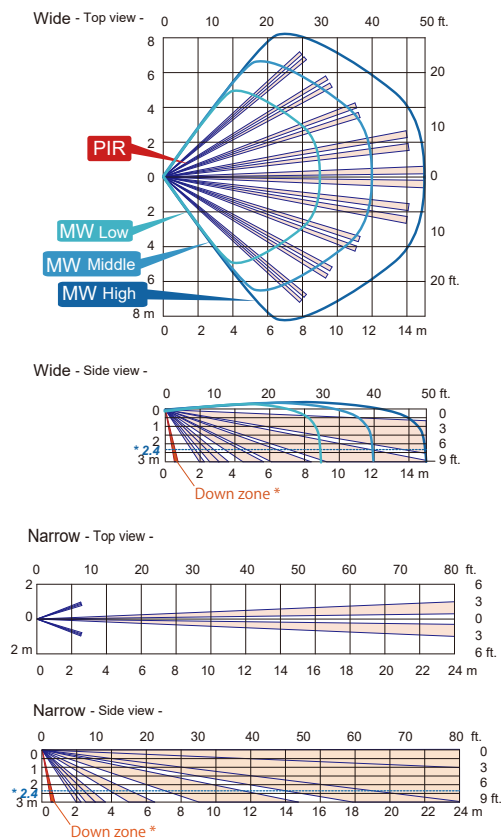 Wide - Top view -
0 10 20 30 40 50 ft.
8
6
4
2
0
2
4
6
8 m
20
10
0
10
20 ft.
PIR
MW Low
MW Middle
MW High
0 2 4 6 8 10 12 14 m
Wide - Side view -
0 10 20 30 40 50 ft.
0
1
2
* 2.4
3 m
0
3
6
9 ft.
0 2 4 6 8 10 12 14 m
Down zone *
Narrow - Top view -
0 10 20 30 40 50 60 70 ft.
80
2
0
2 m
6
3
0
3
6 ft.
0 2 4 6 8 10 12 14 16 18 20 22 24 m
Narrow - Side view -
0 10 20 30 40 50 60 70 80 ft.
0
1
2
* 2.4
3 m
0
3
6
9 ft.
0 2 4 6 8 10 12 14 16 18 20 22 24 m
Down zone *